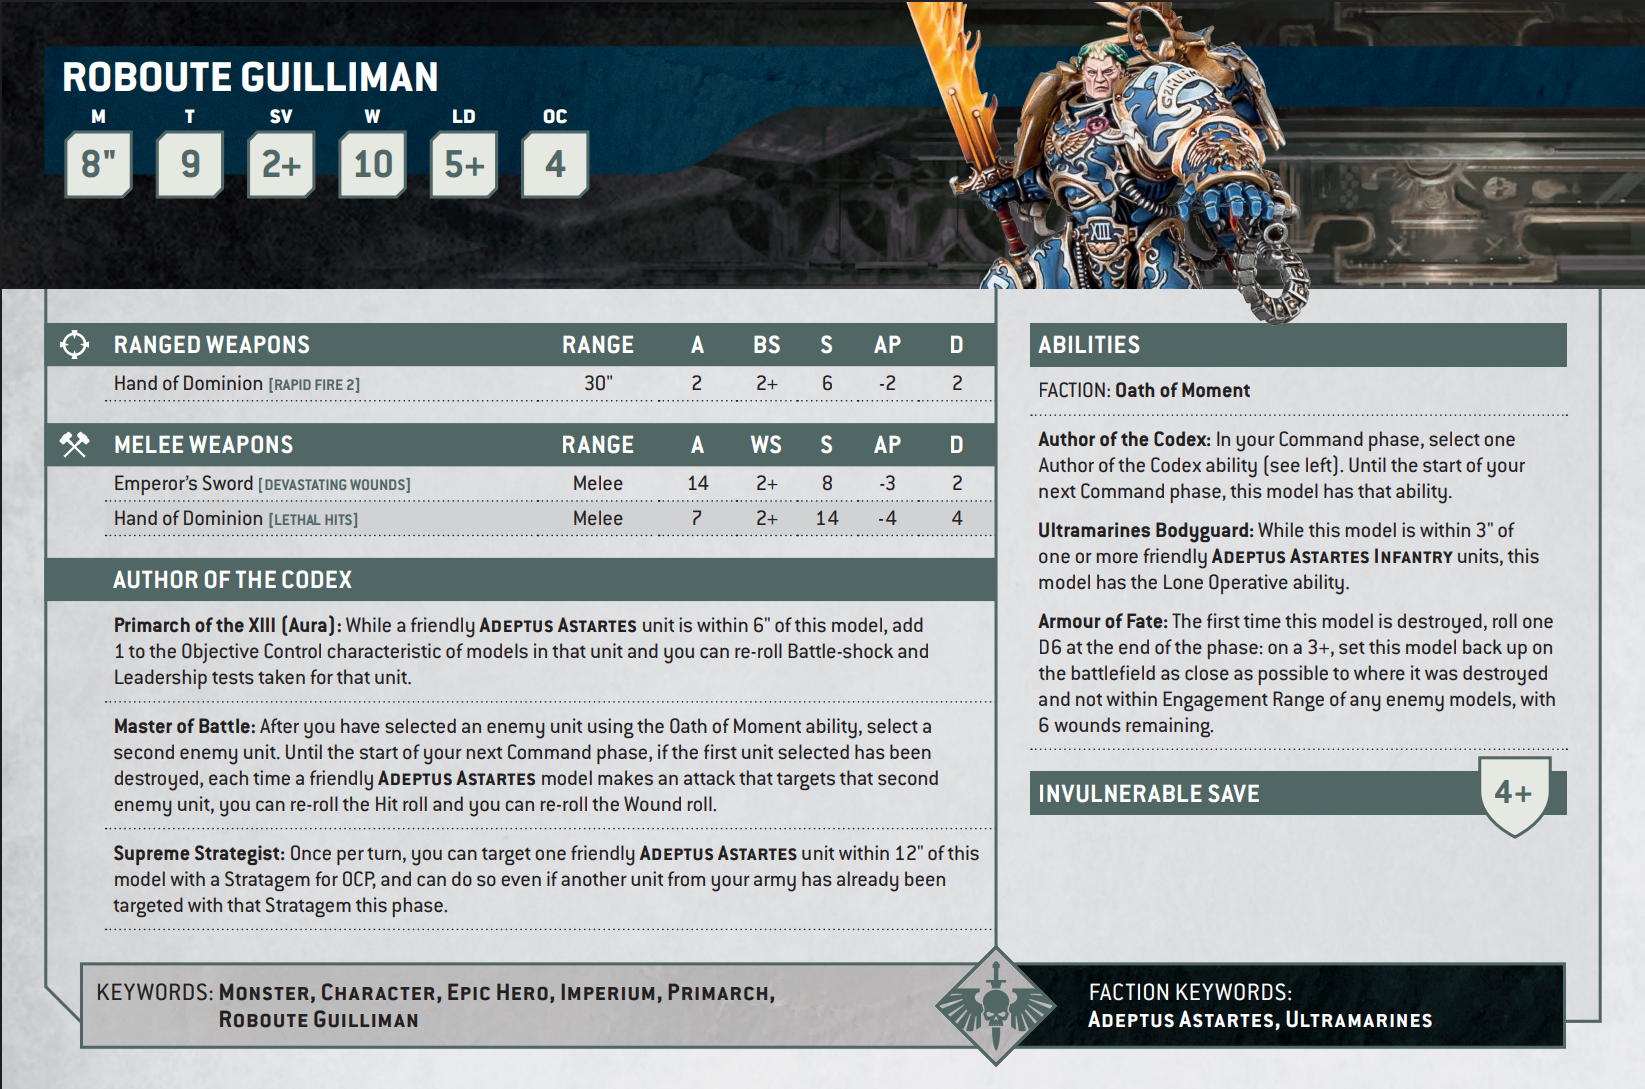 ROBOUTE GUILLIMAN
M T SV W LD OC
8" 9 2+ 10 5+ 4
XIII
RANGED WEAPONS RANGE A BS S AP D
Hand of Dominion [RAPID FIRE 2] 30" 2 2+ 6 -2 2
MELEE WEAPONS RANGE A WS S AP D
Emperor's Sword [DEVASTATING WOUNDS] Melee 14 2+ 8 -3 2
Hand of Dominion [LETHAL HITS] Melee 7 2+ 14 -4 4
AUTHOR OF THE CODEX
Primarch of the XIII (Aura): While a friendly ADEPTUS ASTARTES unit is within 6" of this model, add
1 to the Objective Control characteristic of models in that unit and you can re-roll Battle-shock and
Leadership tests taken for that unit.
Master of Battle: After you have selected an enemy unit using the Oath of Moment ability, select a
second enemy unit. Until the start of your next Command phase, if the first unit selected has been
destroyed, each time a friendly ADEPTUS ASTARTES model makes an attack that targets that second
enemy unit, you can re-roll the Hit roll and you can re-roll the Wound roll.
Supreme Strategist: Once per turn, you can target one friendly ADEPTUS ASTARTES unit within 12" of this
model with a Stratagem for 0CP, and can do so even if another unit from your army has already been
targeted with that Stratagem this phase.
ABILITIES
FACTION: Oath of Moment
Author of the Codex: In your Command phase, select one
Author of the Codex ability (see left). Until the start of your
next Command phase, this model has that ability.
Ultramarines Bodyguard: While this model is within 3" of
one or more friendly ADEPTUS ASTARTES INFANTRY units, this
model has the Lone Operative ability.
Armour of Fate: The first time this model is destroyed, roll one
D6 at the end of the phase: on a 3+, set this model back up on
the battlefield as close as possible to where it was destroyed
and not within Engagement Range of any enemy models, with
6 wounds remaining.
INVULNERABLE SAVE 4+
KEYWORDS: MONSTER, CHARACTER, EPIC HERO, IMPERIUM, PRIMARCH,
ROBOUTE GUILLIMAN
FACTION KEYWORDS:
ADEPTUS ASTARTES, ULTRAMARINES